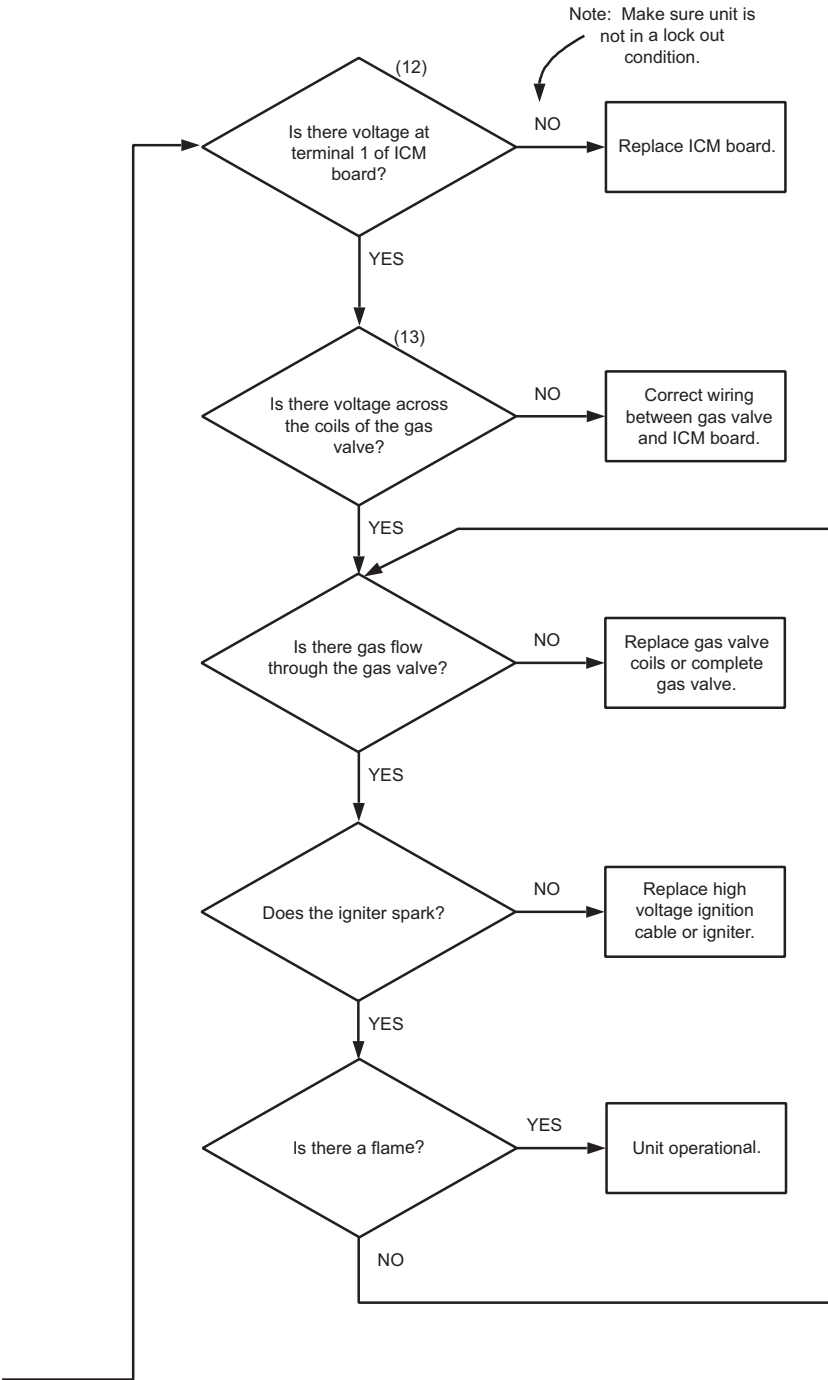 Note: Make sure unit is
not in a lock out
condition.
(12)
Is there voltage at
terminal 1 of ICM
board?
NO
Replace ICM board.
YES
(13)
Is there voltage across
the coils of the gas
valve?
NO
Correct wiring
between gas valve
and ICM board.
YES
Is there gas flow
through the gas valve?
NO
Replace gas valve
coils or complete
gas valve.
YES
Does the igniter spark?
NO
Replace high
voltage ignition
cable or igniter.
YES
Is there a flame?
YES
Unit operational.
NO